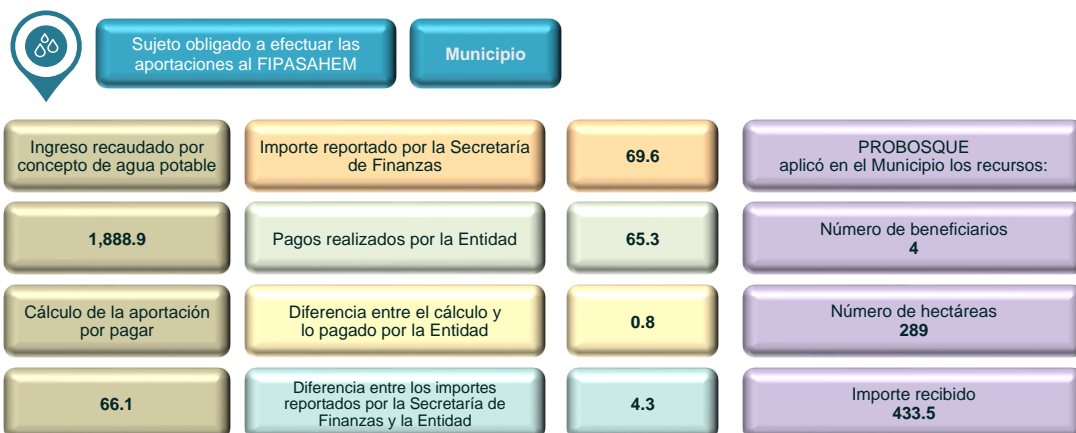 Sujeto obligado a efectuar las
aportaciones al FIPASAHEM
Municipio
Ingreso recaudado por
concepto de agua potable
Importe reportado por la Secretaría
de Finanzas
69.6
PROBOSQUE
aplicó en el Municipio los recursos:
1,888.9
Pagos realizados por la Entidad
65.3
Número de beneficiarios
4
Cálculo de la aportación
por pagar
Diferencia entre el cálculo y
lo pagado por la Entidad
0.8
Número de hectáreas
289
66.1
Diferencia entre los importes
reportados por la Secretaría de
Finanzas y la Entidad
4.3
Importe recibido
433.5